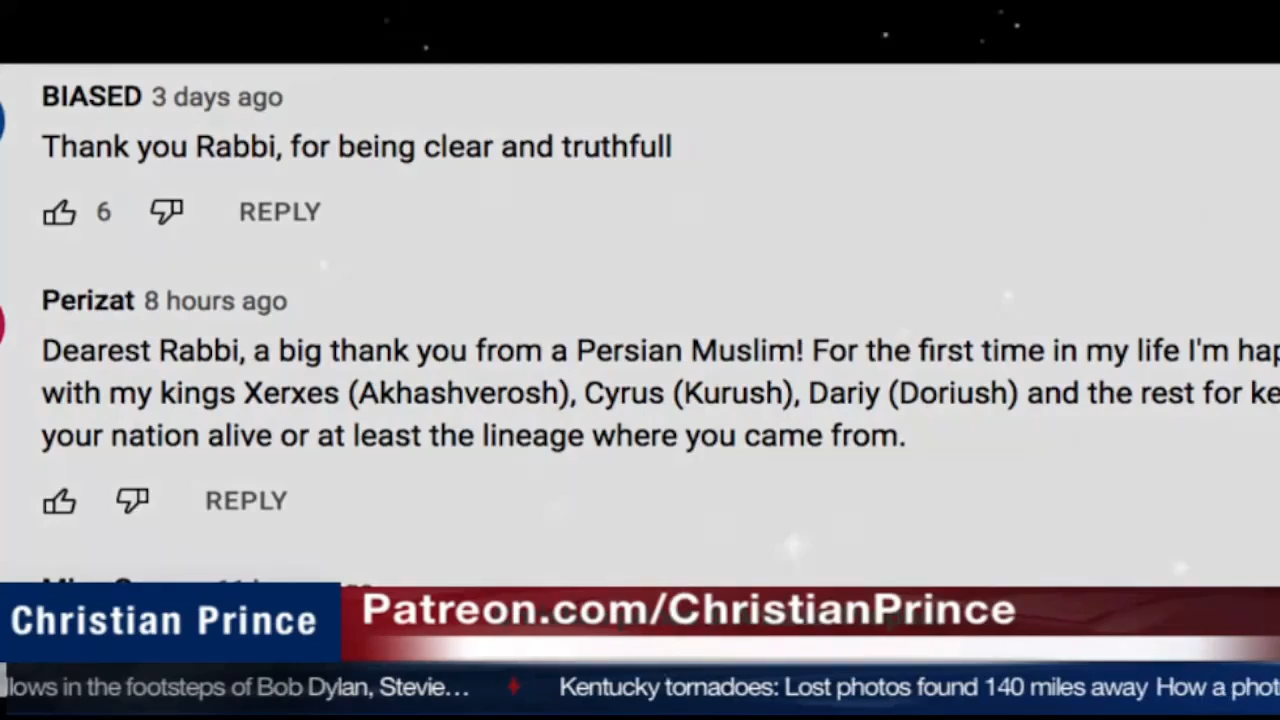 BIASED 3 days ago
Thank you Rabbi, for being clear and truthfull
6 REPLY
Perizat 8 hours ago
Dearest Rabbi, a big thank you from a Persian Muslim! For the first time in my life I'm hap
with my kings Xerxes (Akhashverosh), Cyrus (Kurush), Dariy (Doriush) and the rest for ke
your nation alive or at least the lineage where you came from.
REPLY
Christian Prince
Patreon.com/ChristianPrince
lows in the footsteps of Bob Dylan, Stevie... Kentucky tornadoes: Lost photos found 140 miles away How a phot